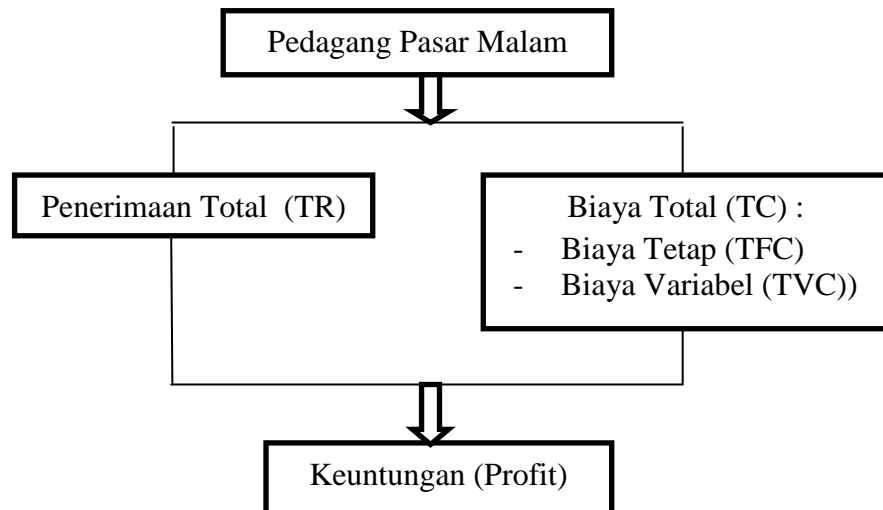 Pedagang Pasar Malam
Penerimaan Total (TR)
Biaya Total (TC) :
- Biaya Tetap (TFC)
- Biaya Variabel (TVC))
Keuntungan (Profit)